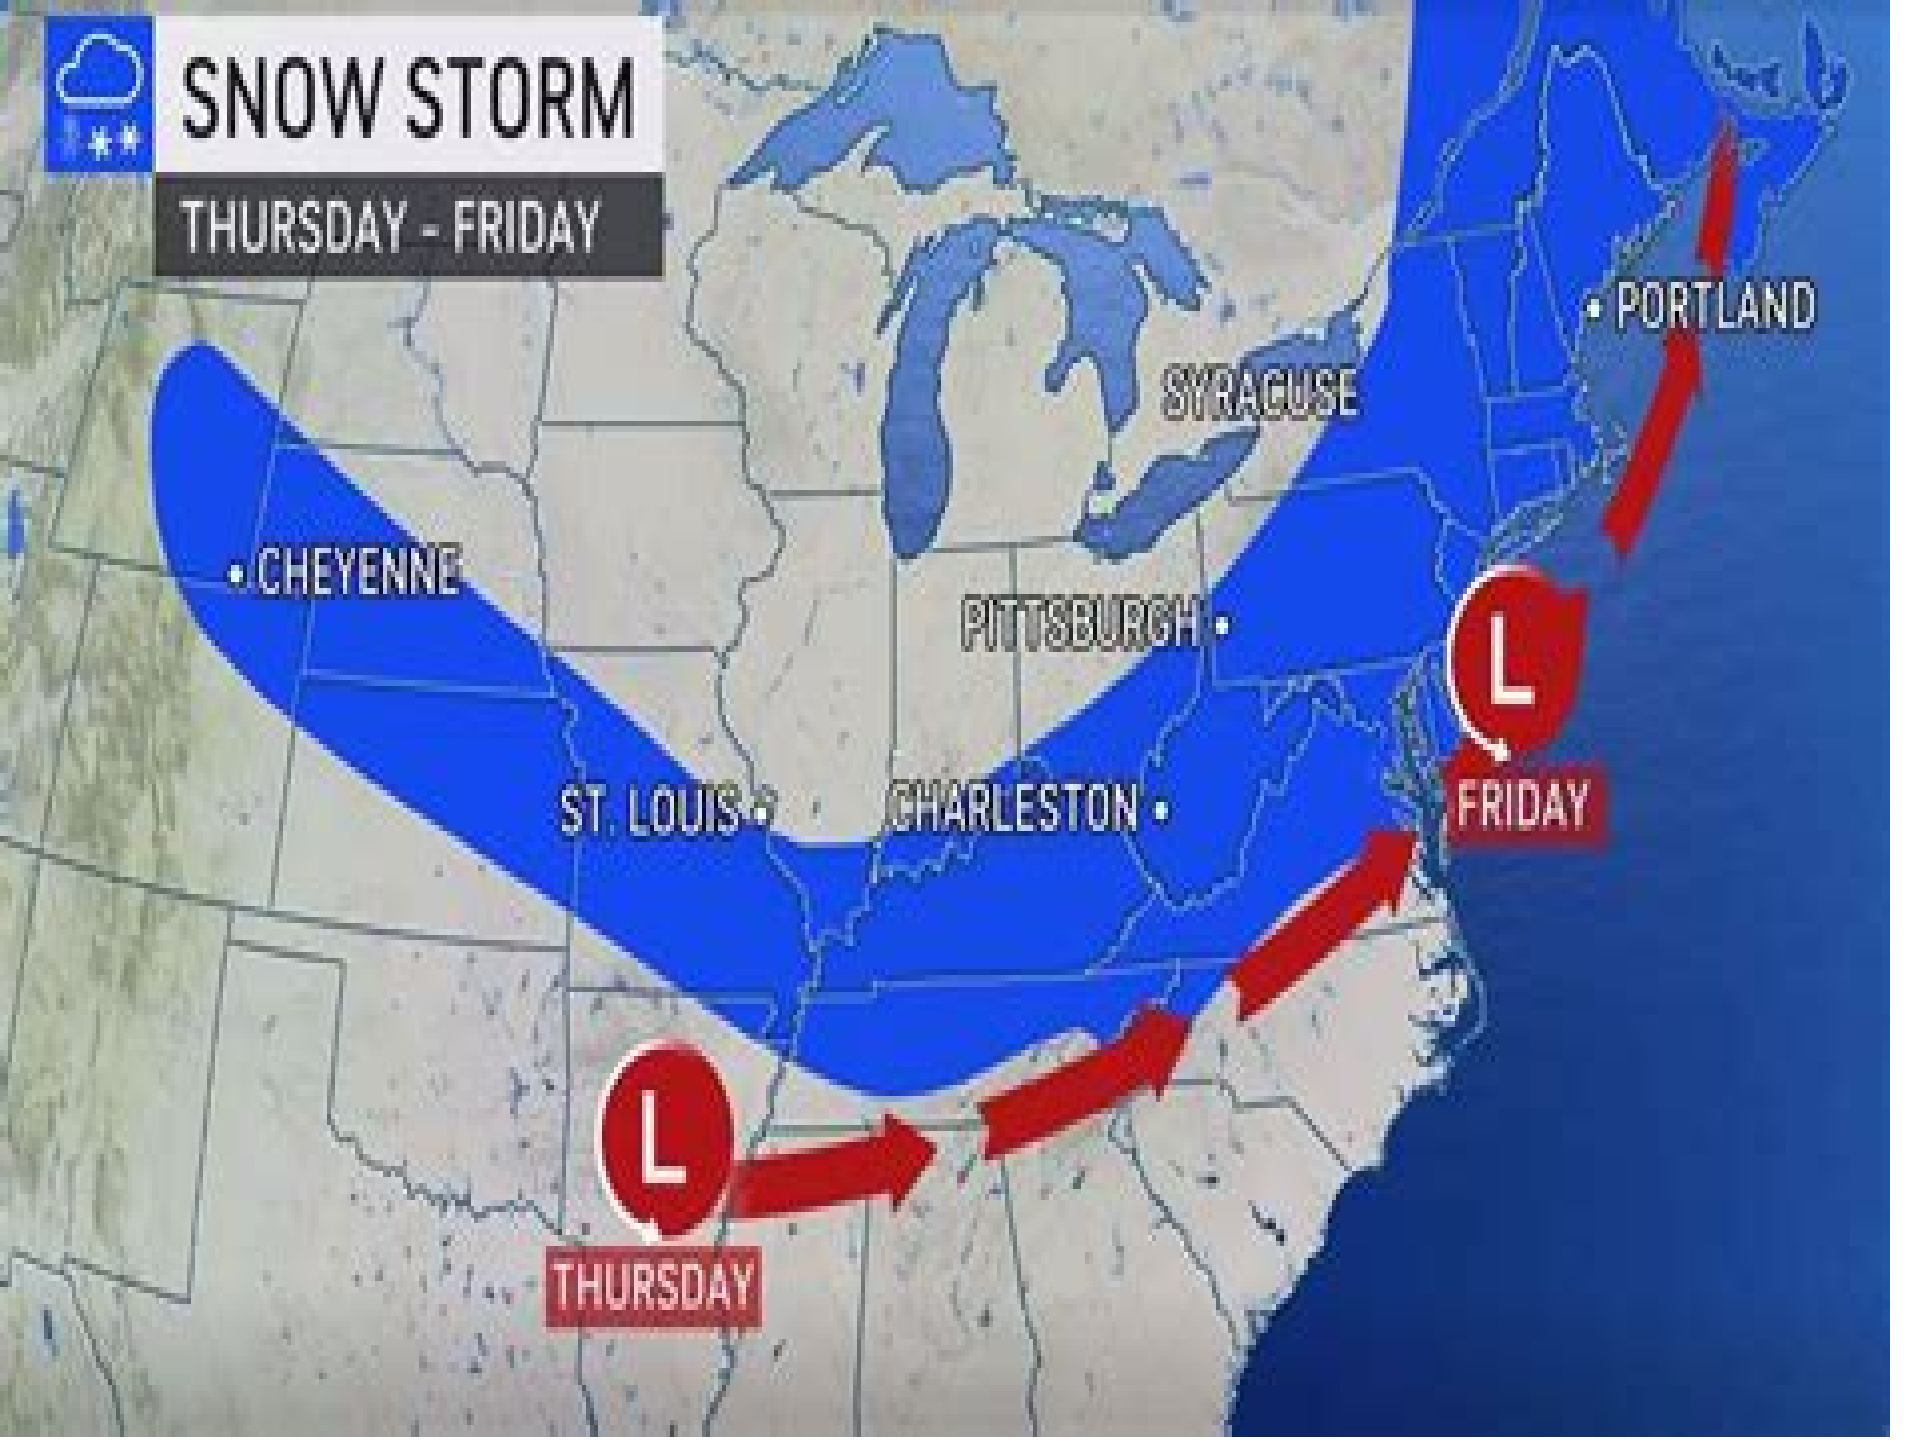 SNOW STORM
THURSDAY - FRIDAY
PORTLAND
SYRACUSE
CHEYENNE
PITTSBURGH
L
ST. LOUIS
CHARLESTON
FRIDAY
L
THURSDAY